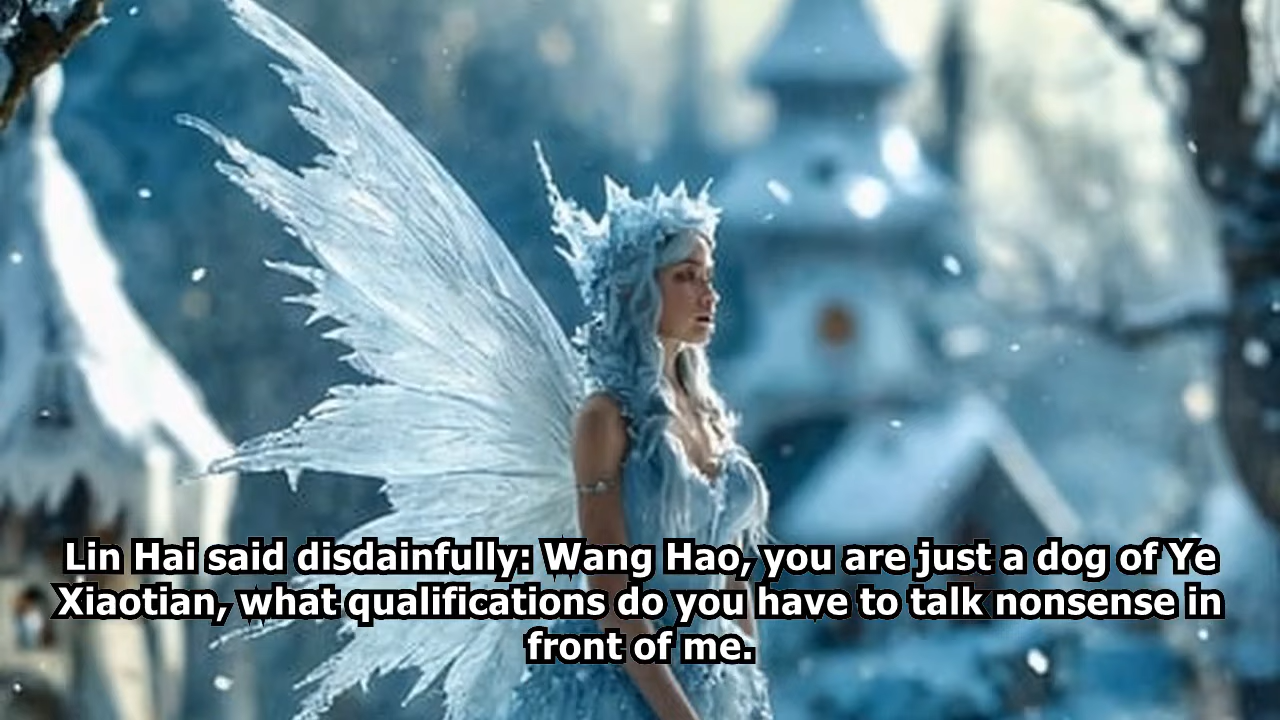 Lin Hai said disdainfully: Wang Hao, you are just a dog of Ye
Xiaotian, what qualifications do you have to talk nonsense in
front of me.